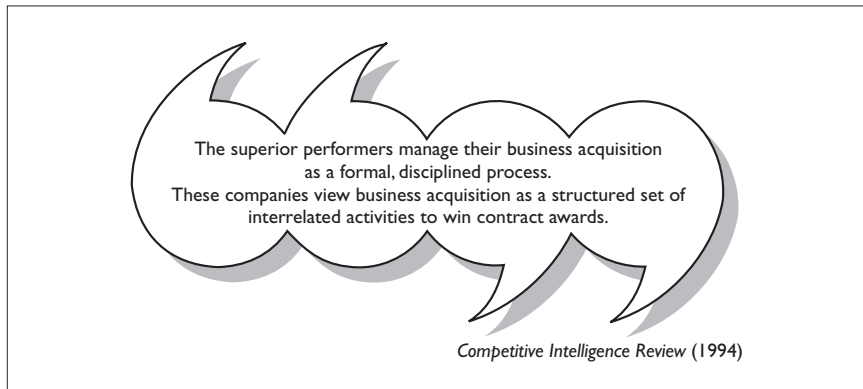 The superior performers manage their business acquisition
as a formal, disciplined process.
These companies view business acquisition as a structured set of
interrelated activities to win contract awards.
Competitive Intelligence Review (1994)